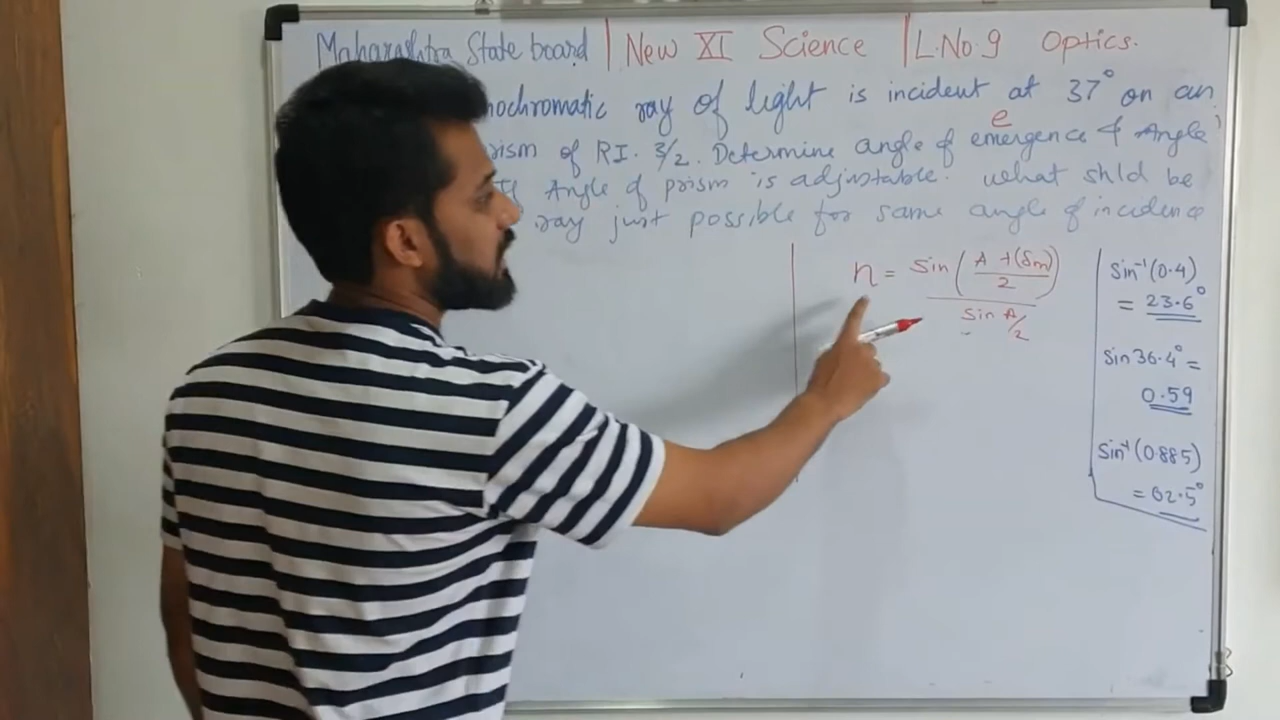 Maharashtra State board | New XI Science | L.No.9 Optics.
nochromatic ray of light is incident at 37° on an
e
rism of RI. 3/2. Determine angle of emergence & Angle
Angle of prism is adjustable. what shld be
ray just possible for same angle of incidence
n = sin ( A + (δm) / 2 ) / sin A/2
sin⁻¹(0.4)
= 23.6°
sin 36.4° =
0.59
sin⁻¹(0.885)
= 62.5°